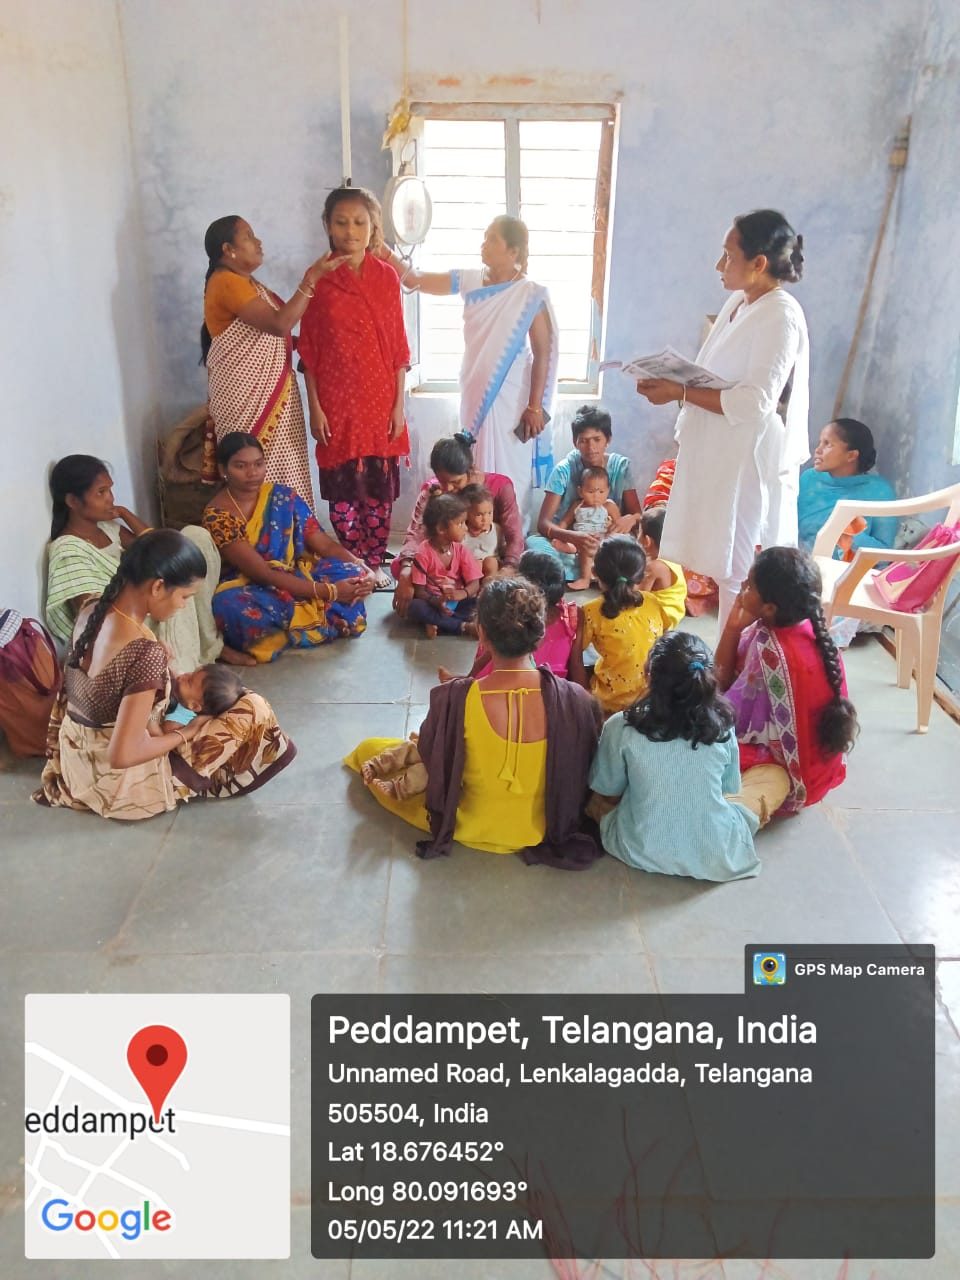 GPS Map Camera
Peddampet, Telangana, India
Unnamed Road, Lenkalagadda, Telangana
505504, India
Lat 18.676452°
Long 80.091693°
05/05/22 11:21 AM
eddampet
Google